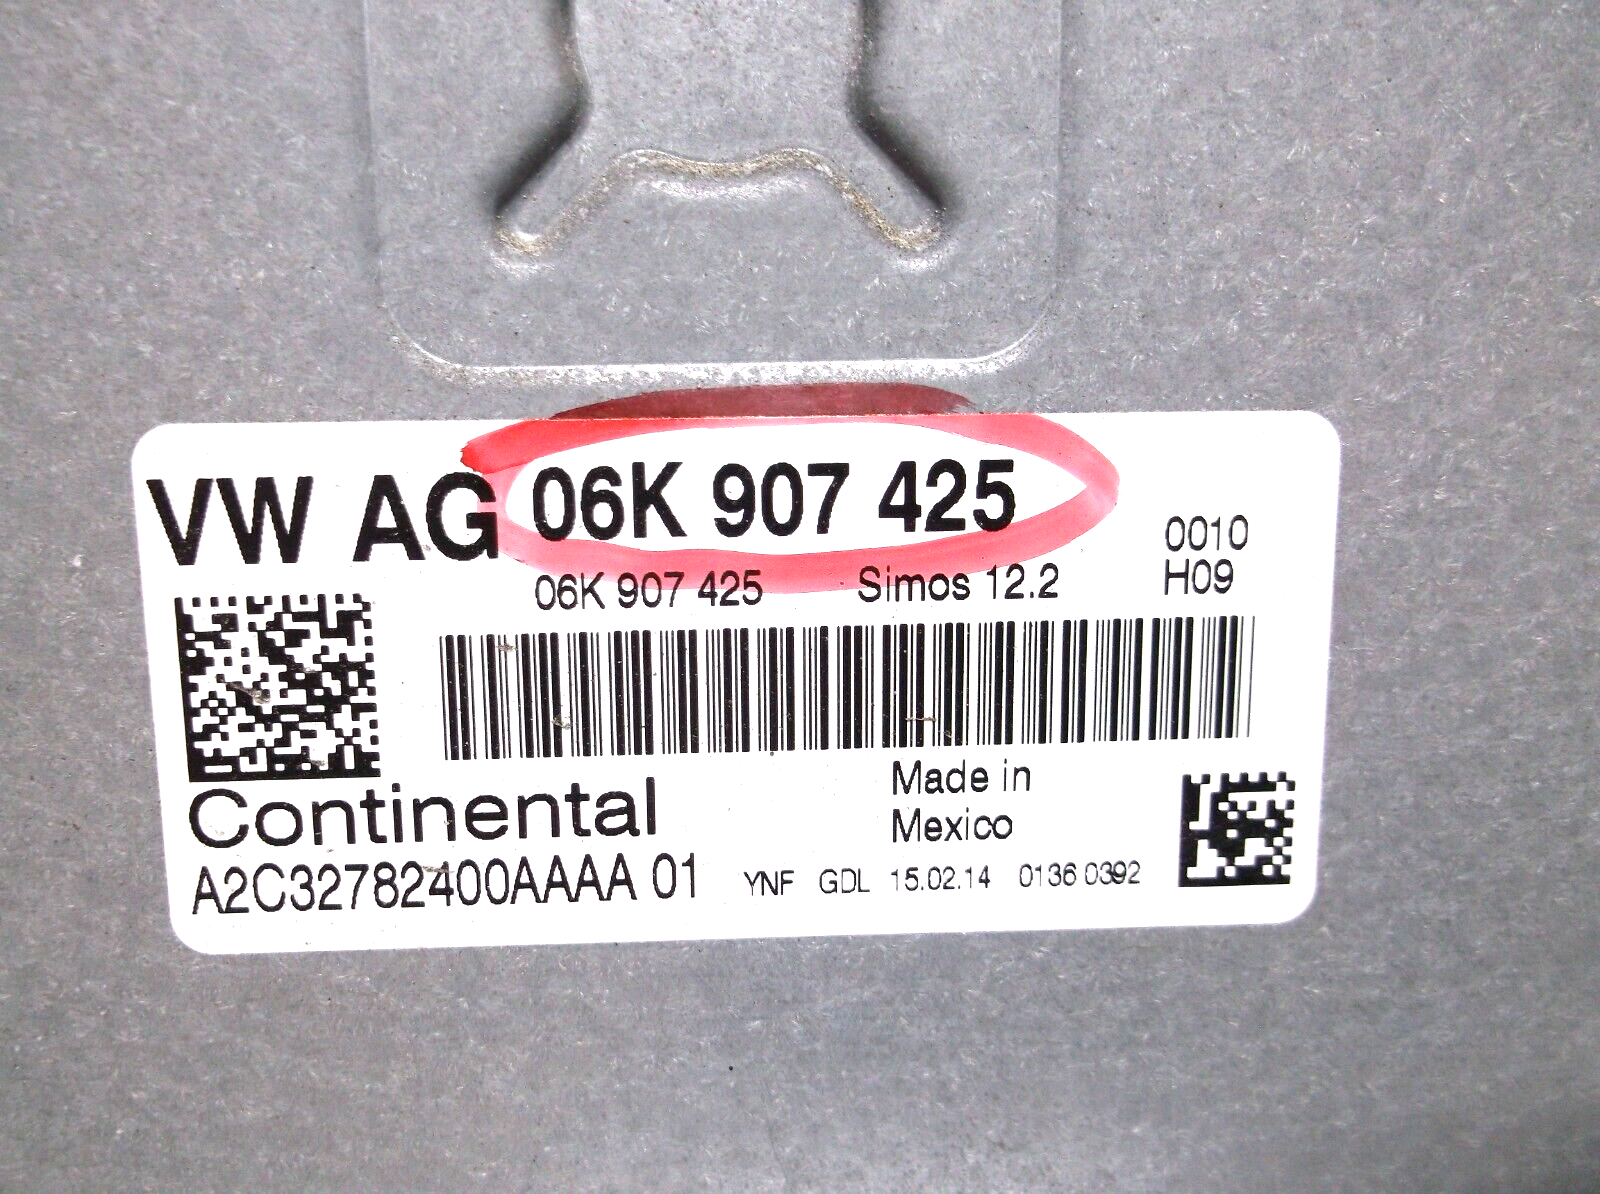 VW AG 06K 907 425
0010
06K 907 425 Simos 12.2 H09
Continental
Made in
Mexico
A2C32782400AAAA 01 YNF GDL 15.02.14 0136 0392